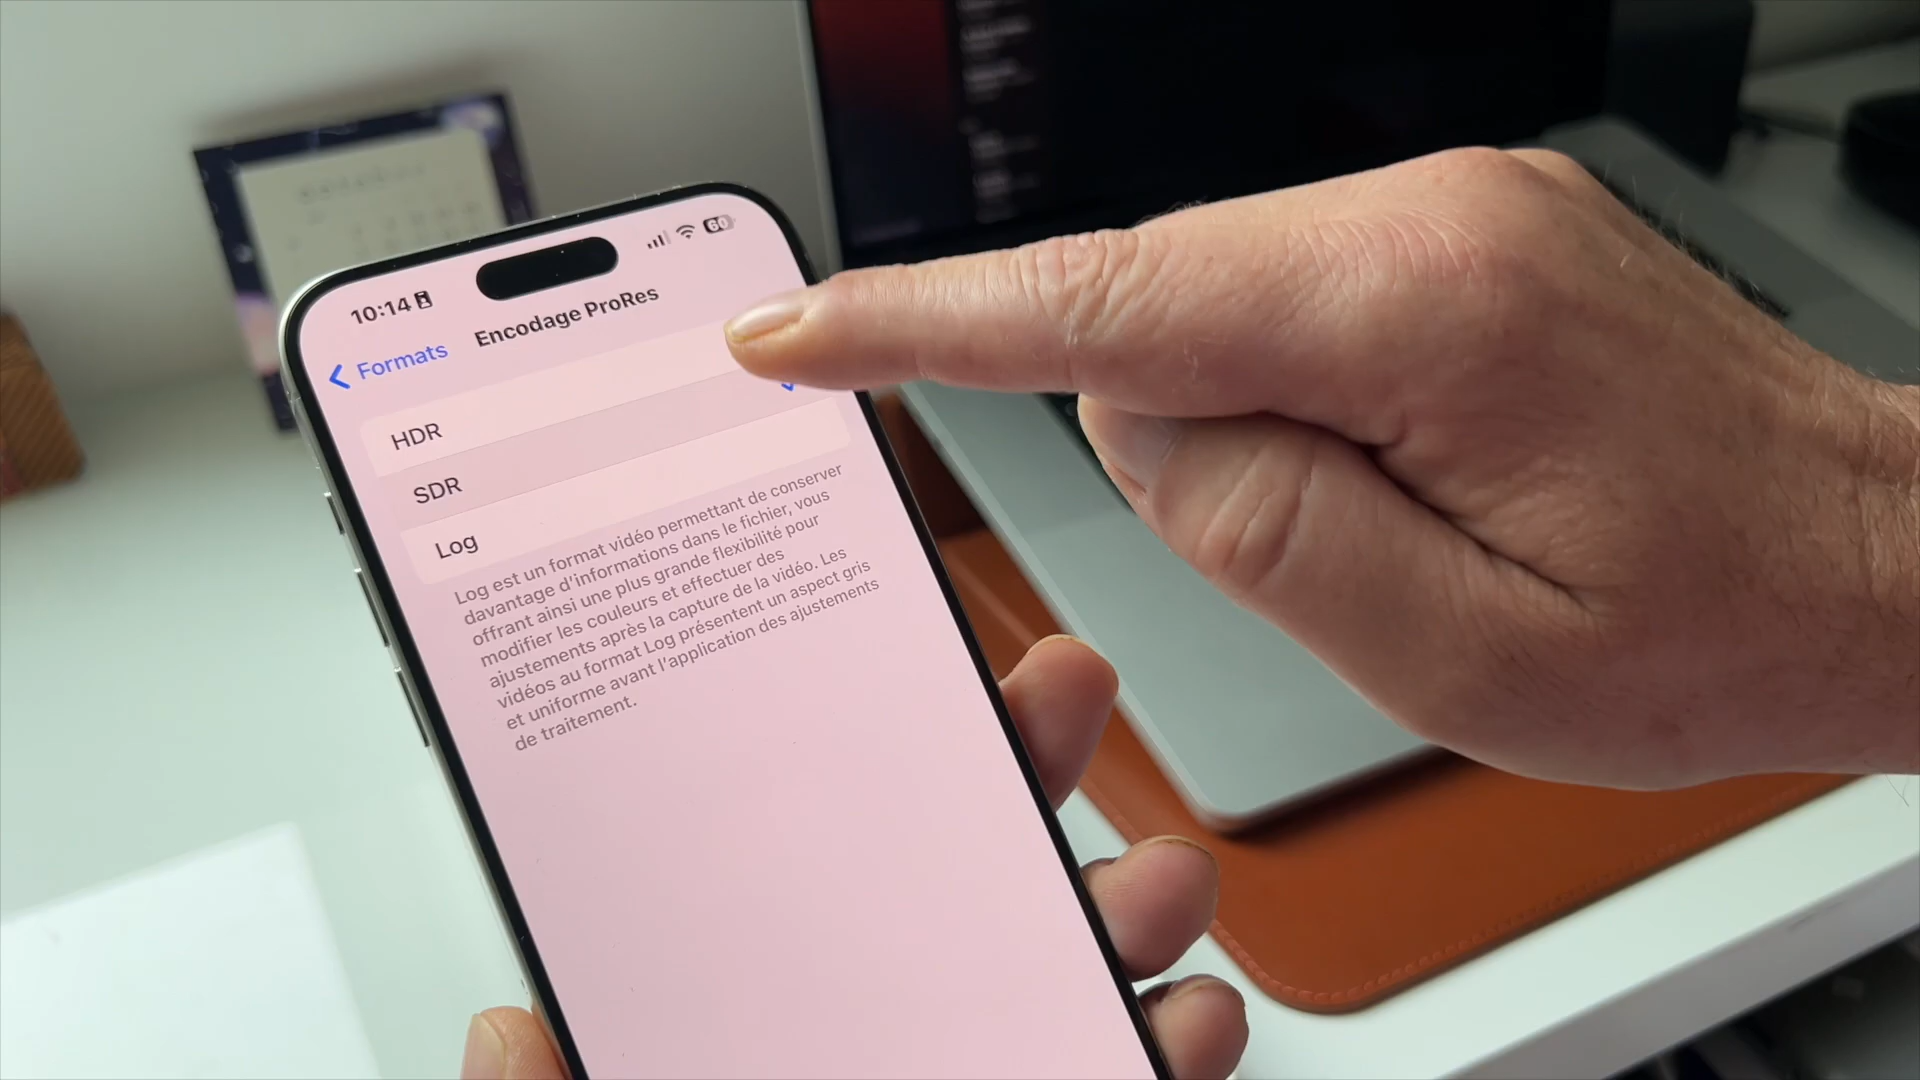 10:14
60
Formats
Encodage ProRes
HDR
SDR
Log
Log est un format vidéo permettant de conserver
davantage d'informations dans le fichier, vous
offrant ainsi une plus grande flexibilité pour
modifier les couleurs et effectuer des
ajustements après la capture de la vidéo. Les
vidéos au format Log présentent un aspect gris
et uniforme avant l'application des ajustements
de traitement.